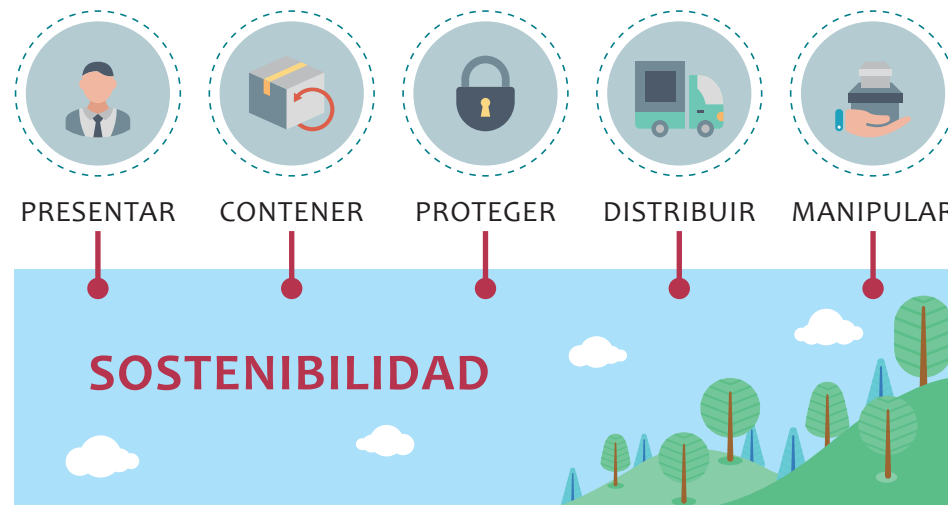 PRESENTAR CONTENER PROTEGER DISTRIBUIR MANIPULAR
SOSTENIBILIDAD